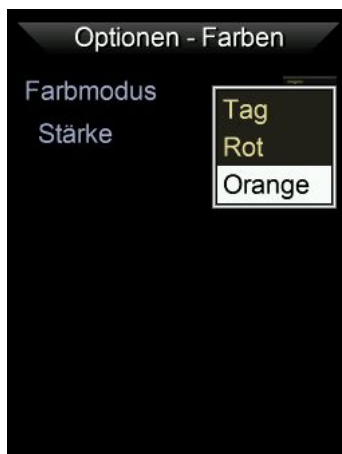 Optionen - Farben
Farbmodus
Stärke
Tag
Rot
Orange